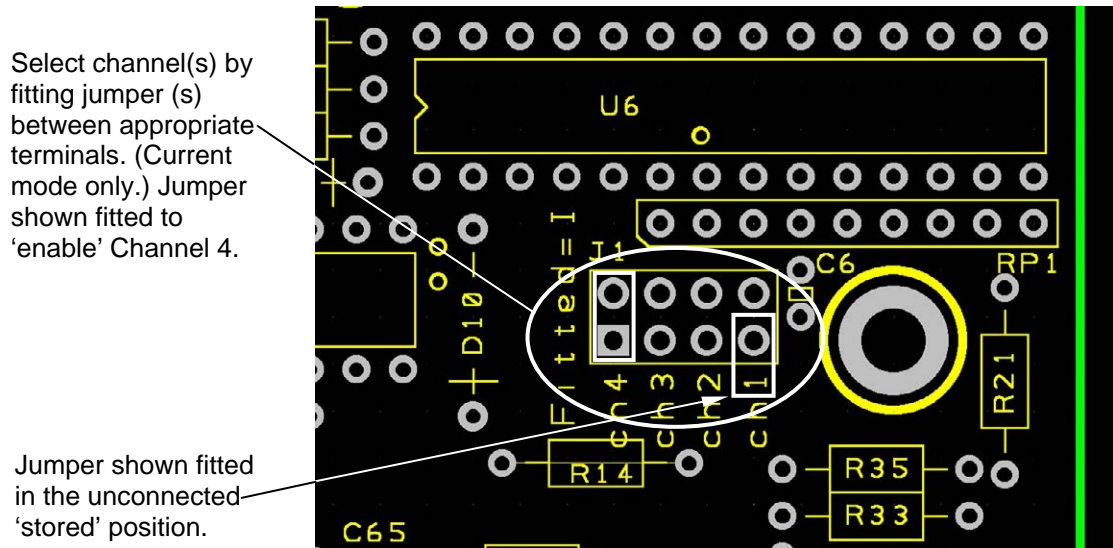 Select channel(s) by
fitting jumper (s)
between appropriate
terminals. (Current
mode only.) Jumper
shown fitted to
‘enable’ Channel 4.
Jumper shown fitted
in the unconnected
‘stored’ position.
U6
J1
Fitted=I
C6
RP1
D10
ch4
ch3
ch2
ch1
R21
R14
R35
R33
C65